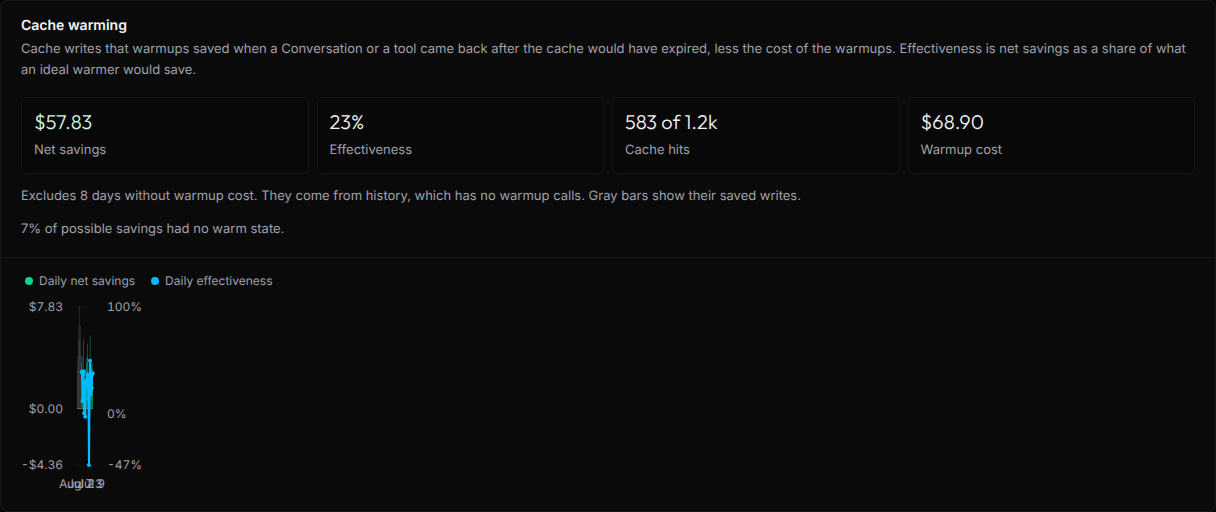 Cache warming
Cache writes that warmups saved when a Conversation or a tool came back after the cache would have expired, less the cost of the warmups. Effectiveness is net savings as a share of what
an ideal warmer would save.
$57.83
Net savings
23%
Effectiveness
583 of 1.2k
Cache hits
$68.90
Warmup cost
Excludes 8 days without warmup cost. They come from history, which has no warmup calls. Gray bars show their saved writes.
7% of possible savings had no warm state.
Daily net savings
Daily effectiveness
$7.83
100%
$0.00
0%
-$4.36
-47%